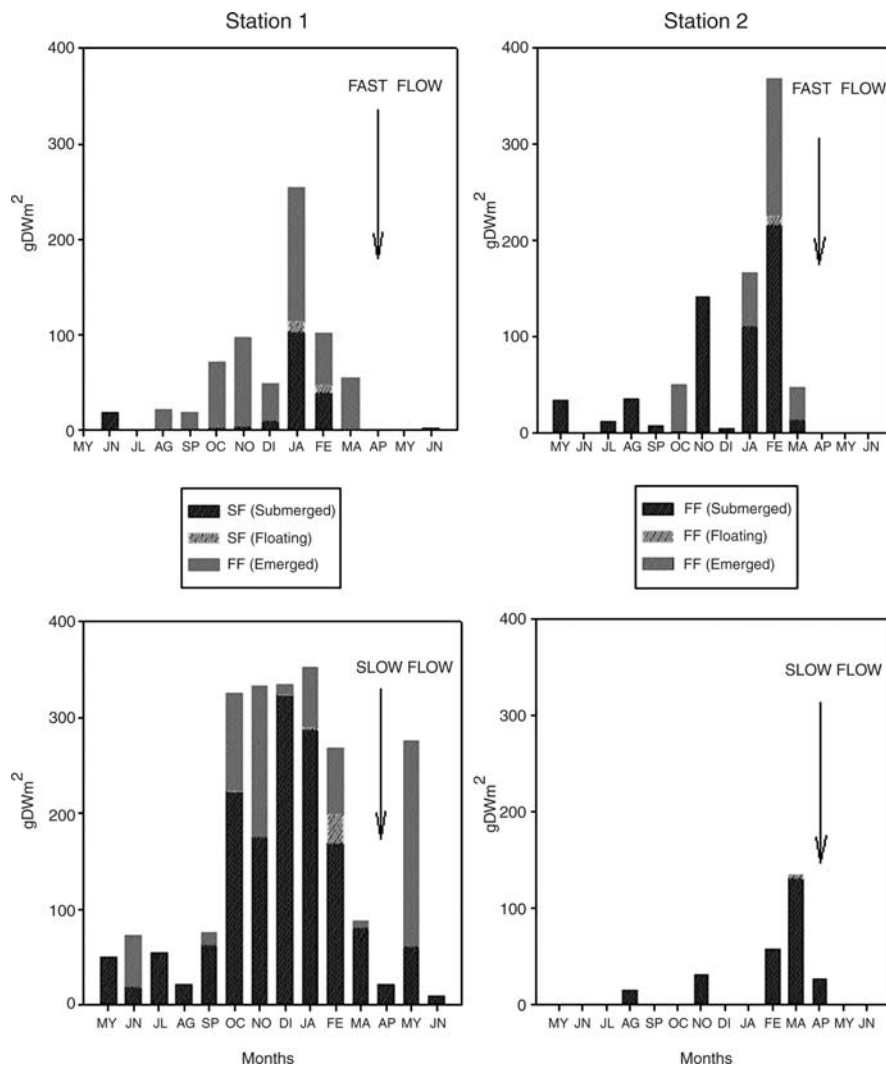 Station 1
Station 2
400
300
200
100
0
gDWm2
FAST FLOW
MY JN JL AG SP OC NO DI JA FE MA AP MY JN
400
300
200
100
0
gDWm2
FAST FLOW
MY JN JL AG SP OC NO DI JA FE MA AP MY JN
SF (Submerged)
SF (Floating)
FF (Emerged)
FF (Submerged)
FF (Floating)
FF (Emerged)
400
300
200
100
0
gDWm2
SLOW FLOW
MY JN JL AG SP OC NO DI JA FE MA AP MY JN
Months
400
300
200
100
0
gDWm2
SLOW FLOW
MY JN JL AG SP OC NO DI JA FE MA AP MY JN
Months